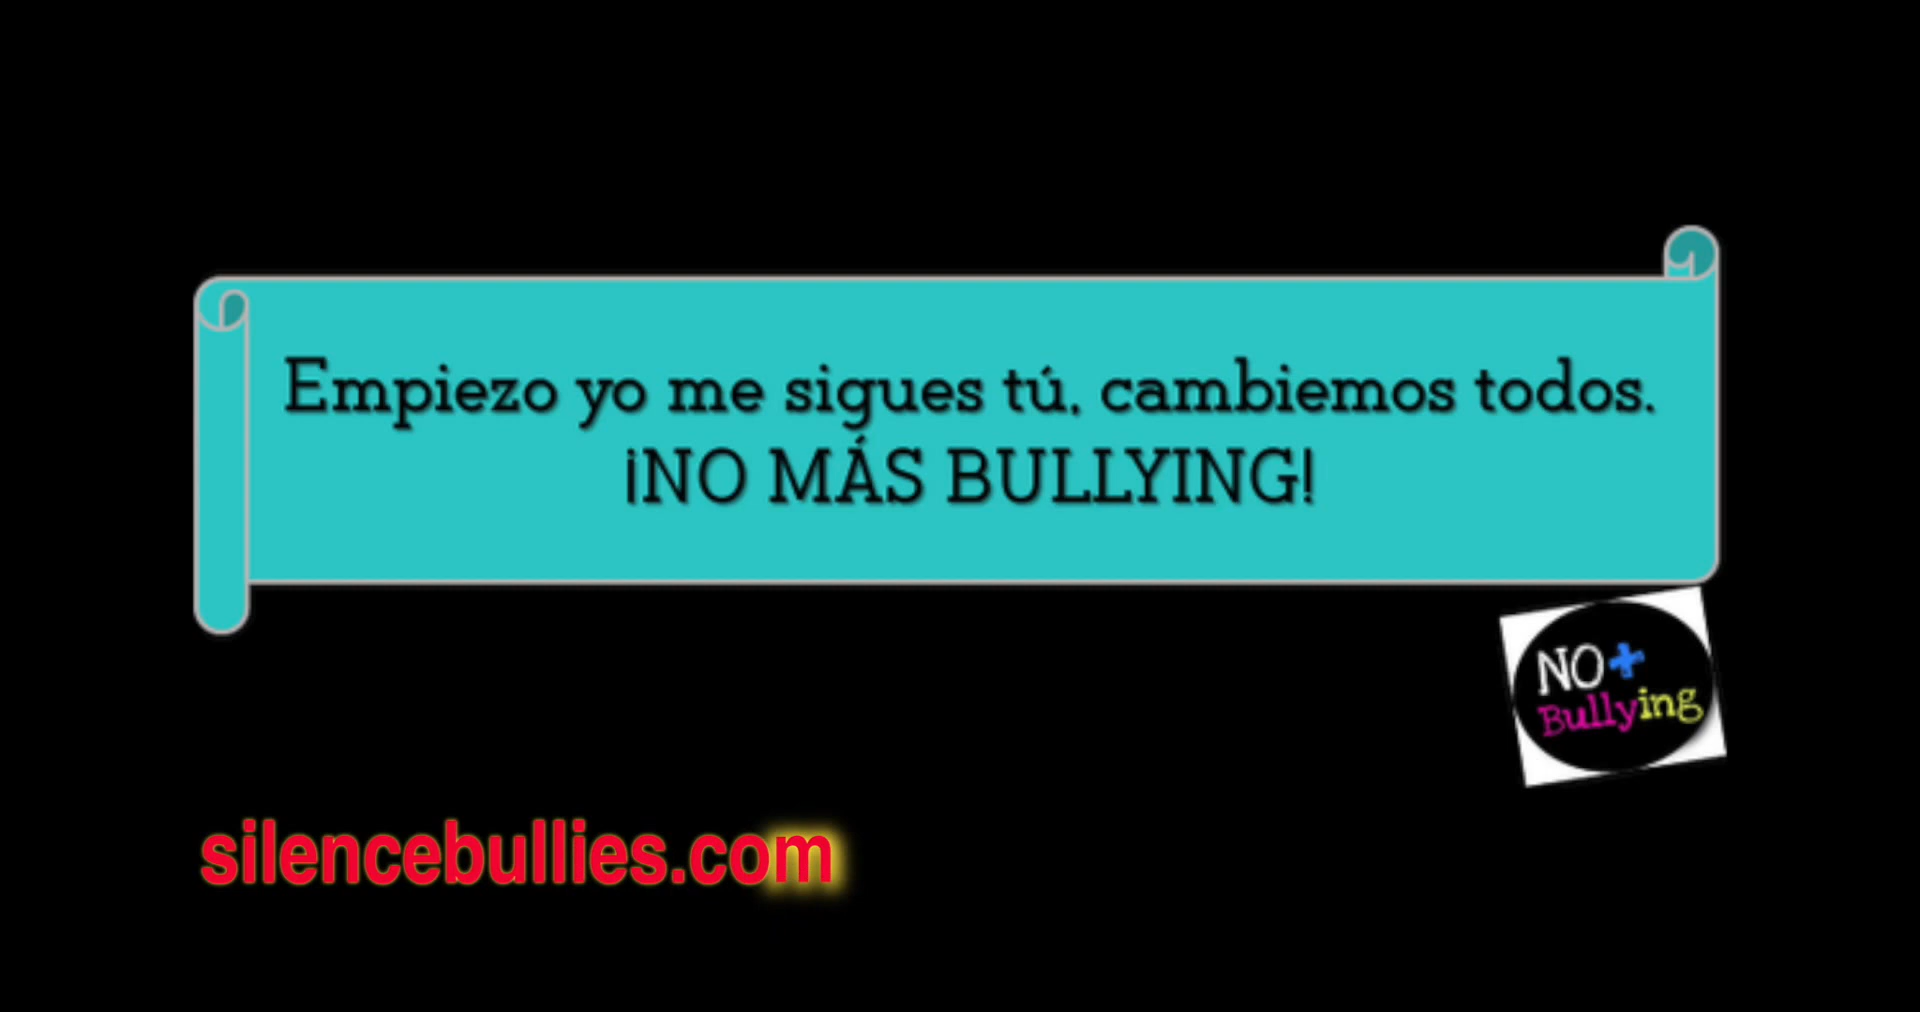 Empiezo yo me sigues tú, cambiemos todos.
¡NO MÁS BULLYING!
NO+
Bullying
silencebullies.com